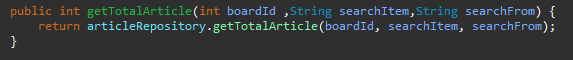 public int getTotalArticle(int boardId ,String searchItem,String searchFrom) {
    return articleRepository.getTotalArticle(boardId, searchItem, searchFrom);
}